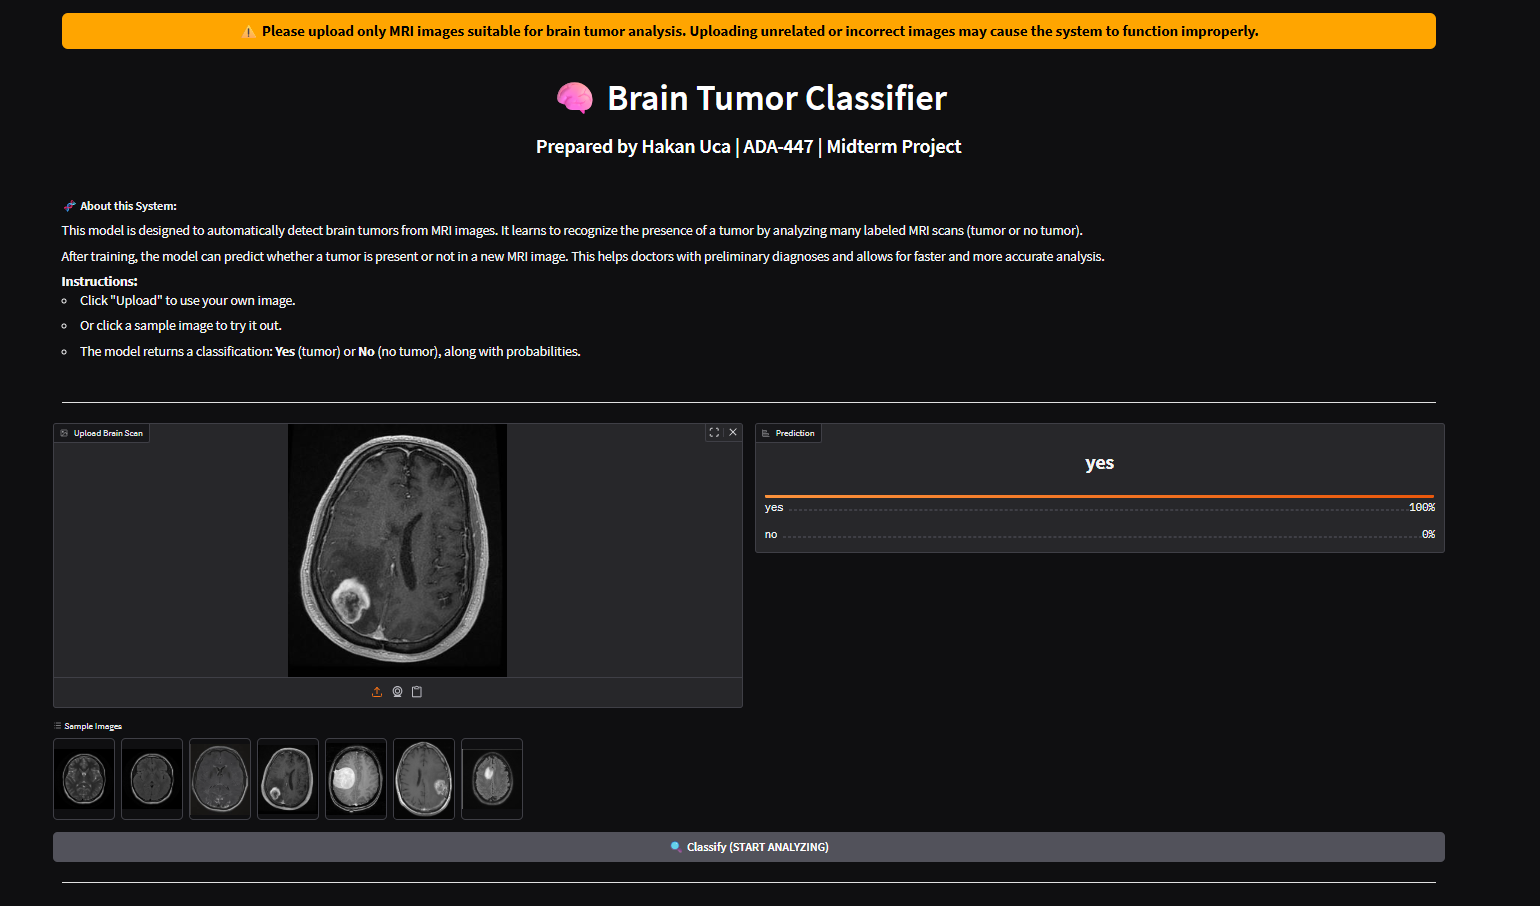 ⚠️ Please upload only MRI images suitable for brain tumor analysis. Uploading unrelated or incorrect images may cause the system to function improperly.
🧠 Brain Tumor Classifier
Prepared by Hakan Uca | ADA-447 | Midterm Project
🧬 About this System:
This model is designed to automatically detect brain tumors from MRI images. It learns to recognize the presence of a tumor by analyzing many labeled MRI scans (tumor or no tumor).
After training, the model can predict whether a tumor is present or not in a new MRI image. This helps doctors with preliminary diagnoses and allows for faster and more accurate analysis.
Instructions:
Click "Upload" to use your own image.
Or click a sample image to try it out.
The model returns a classification: Yes (tumor) or No (no tumor), along with probabilities.
Upload Brain Scan
Prediction
yes
yes 100%
no 0%
Sample Images
🔍 Classify (START ANALYZING)